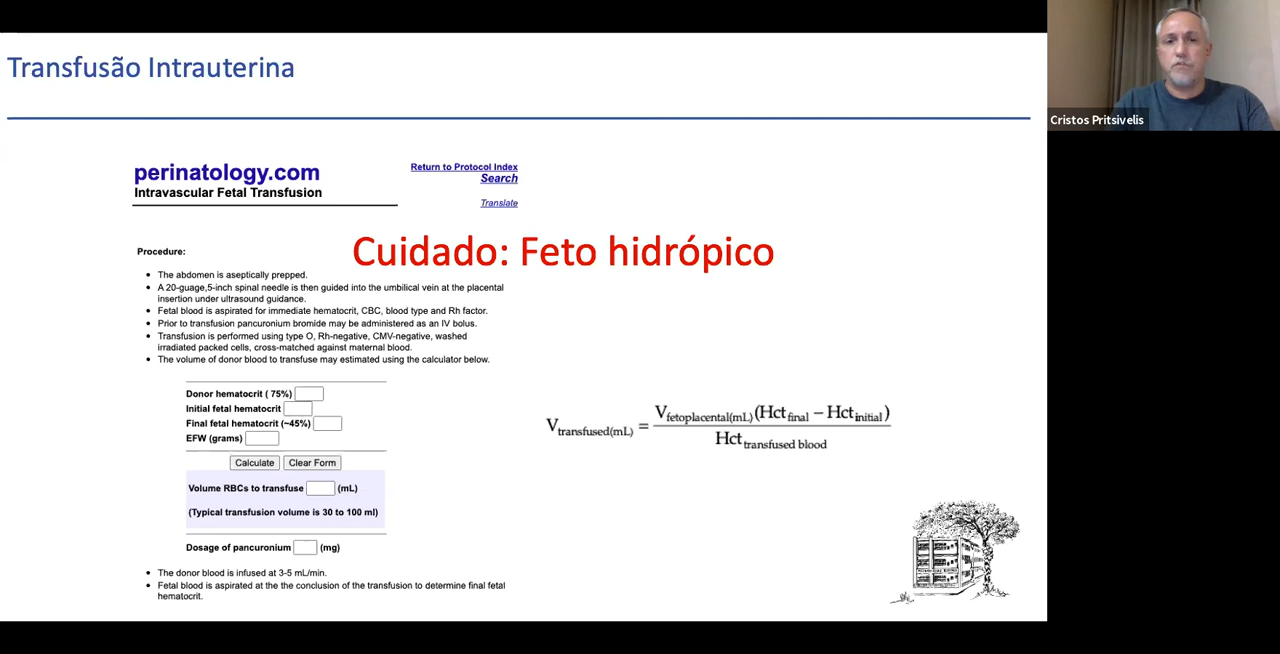 Transfusão Intrauterina
Cristos Pritsivelis
perinatology.com
Intravascular Fetal Transfusion
Return to Protocol Index
Search
Translate
Cuidado: Feto hidrópico
Procedure:
• The abdomen is aseptically prepped.
• A 20-guage,5-inch spinal needle is then guided into the umbilical vein at the placental
insertion under ultrasound guidance.
• Fetal blood is aspirated for immediate hematocrit, CBC, blood type and Rh factor.
• Prior to transfusion pancuronium bromide may be administered as an IV bolus.
• Transfusion is performed using type O, Rh-negative, CMV-negative, washed
irradiated packed cells, cross-matched against maternal blood.
• The volume of donor blood to transfuse may estimated using the calculator below.
Donor hematocrit ( 75%)
Initial fetal hematocrit
Final fetal hematocrit (~45%)
EFW (grams)
Calculate Clear Form
Volume RBCs to transfuse (mL)
(Typical transfusion volume is 30 to 100 ml)
Dosage of pancuronium (mg)
• The donor blood is infused at 3-5 mL/min.
• Fetal blood is aspirated at the the conclusion of the transfusion to determine final fetal
hematocrit.
V transfused(mL) = V fetoplacental(mL) (Hct final − Hct initial)
Hct transfused blood